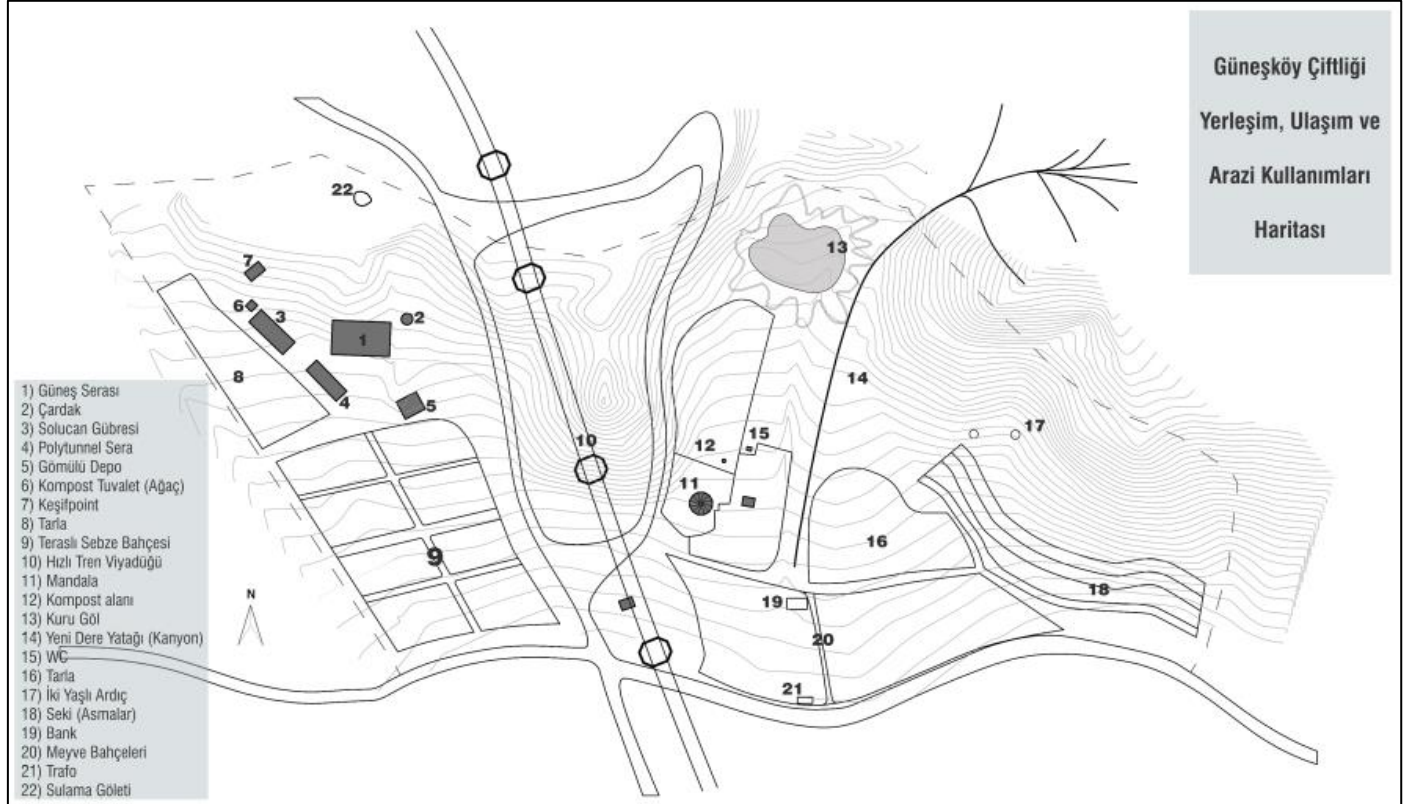 Güneşköy Çiftliği
Yerleşim, Ulaşım ve
Arazi Kullanımları
Haritası
22
13
7
6
3
2
1
14
8
4
5
17
10
12
15
11
9
16
18
N
19
20
21
1) Güneş Serası
2) Çardak
3) Solucan Gübresi
4) Polytunnel Sera
5) Gömülü Depo
6) Kompost Tuvalet (Ağaç)
7) Keşifpoint
8) Tarla
9) Teraslı Sebze Bahçesi
10) Hızlı Tren Viyadüğü
11) Mandala
12) Kompost alanı
13) Kuru Göl
14) Yeni Dere Yatağı (Kanyon)
15) WC
16) Tarla
17) İki Yaşlı Ardıç
18) Seki (Asmalar)
19) Bank
20) Meyve Bahçeleri
21) Trafo
22) Sulama Göleti